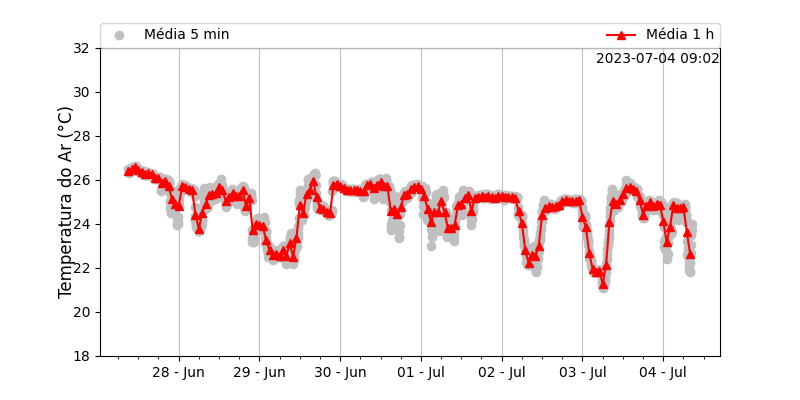 Média 5 min
Média 1 h
2023-07-04 09:02
Temperatura do Ar (°C)
32
30
28
26
24
22
20
18
28 - Jun
29 - Jun
30 - Jun
01 - Jul
02 - Jul
03 - Jul
04 - Jul